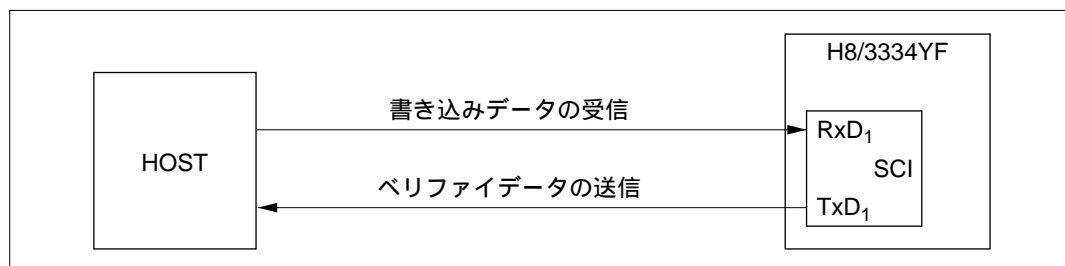 H8/3334YF
書き込みデータの受信
RxD1
HOST
SCI
ベリファイデータの送信
TxD1